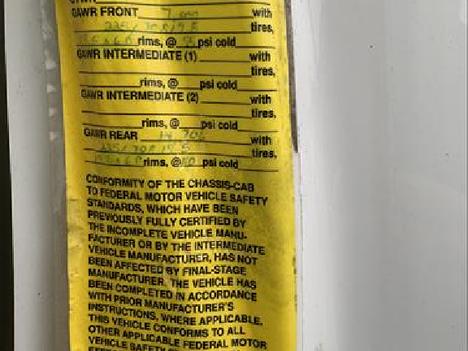 GAWR FRONT with
tires,
rims, @ psi cold
GAWR INTERMEDIATE (1) with
tires,
rims, @ psi cold
GAWR INTERMEDIATE (2) with
tires,
rims, @ psi cold
GAWR REAR with
tires,
rims, @ psi cold
CONFORMITY OF THE CHASSIS-CAB
TO FEDERAL MOTOR VEHICLE SAFETY
STANDARDS, WHICH HAVE BEEN
PREVIOUSLY FULLY CERTIFIED BY
THE INCOMPLETE VEHICLE MANU-
FACTURER OR BY THE INTERMEDIATE
VEHICLE MANUFACTURER, HAS NOT
BEEN AFFECTED BY FINAL-STAGE
MANUFACTURER. THE VEHICLE HAS
BEEN COMPLETED IN ACCORDANCE
WITH PRIOR MANUFACTURER'S
INSTRUCTIONS, WHERE APPLICABLE.
THIS VEHICLE CONFORMS TO ALL
OTHER APPLICABLE FEDERAL MOTOR
VEHICLE SAFETY